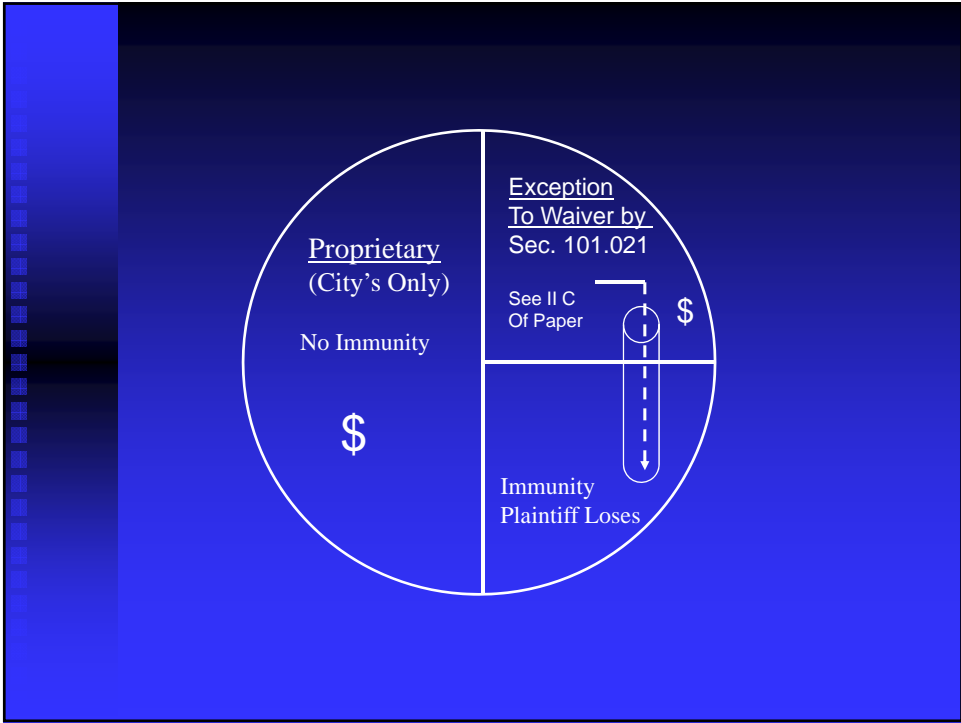 Proprietary
(City’s Only)
No Immunity
$
Exception
To Waiver by
Sec. 101.021
See II C
Of Paper
$
Immunity
Plaintiff Loses